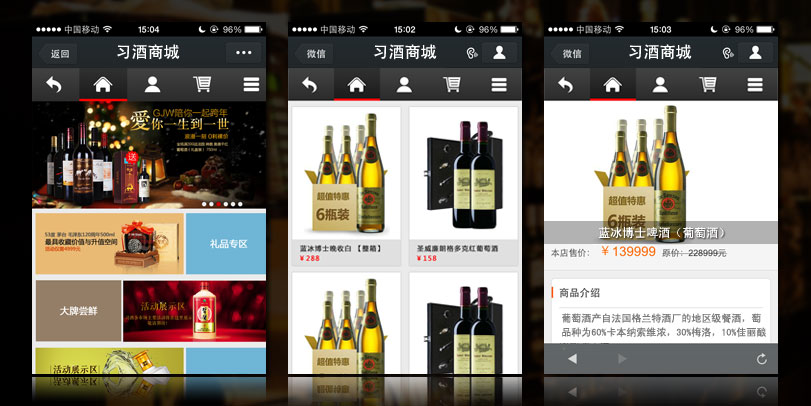 中国移动 15:04 96%
返回 习酒商城
GJW陪你一起跨年
爱你一生到一世
送
53度 茅台 毛泽东120周年500ml
最具收藏价值与升值空间
礼品专区
大牌尝鲜
活动展示区
活动展示区
中国移动 15:02 96%
微信 习酒商城
超值特惠
6瓶装
蓝冰博士晚收白 【整箱】
¥288
圣威廉朗格多克红葡萄酒
¥158
超值特惠
6瓶装
中国移动 15:03 96%
微信 习酒商城
超值特惠
6瓶装
蓝冰博士啤酒（葡萄酒）
本店售价： ¥139999 原价：228999元
商品介绍
葡萄酒产自法国格兰特酒厂的地区级餐酒，萄
品种为60%卡本纳索维浓，30%梅洛，10%佳丽酿